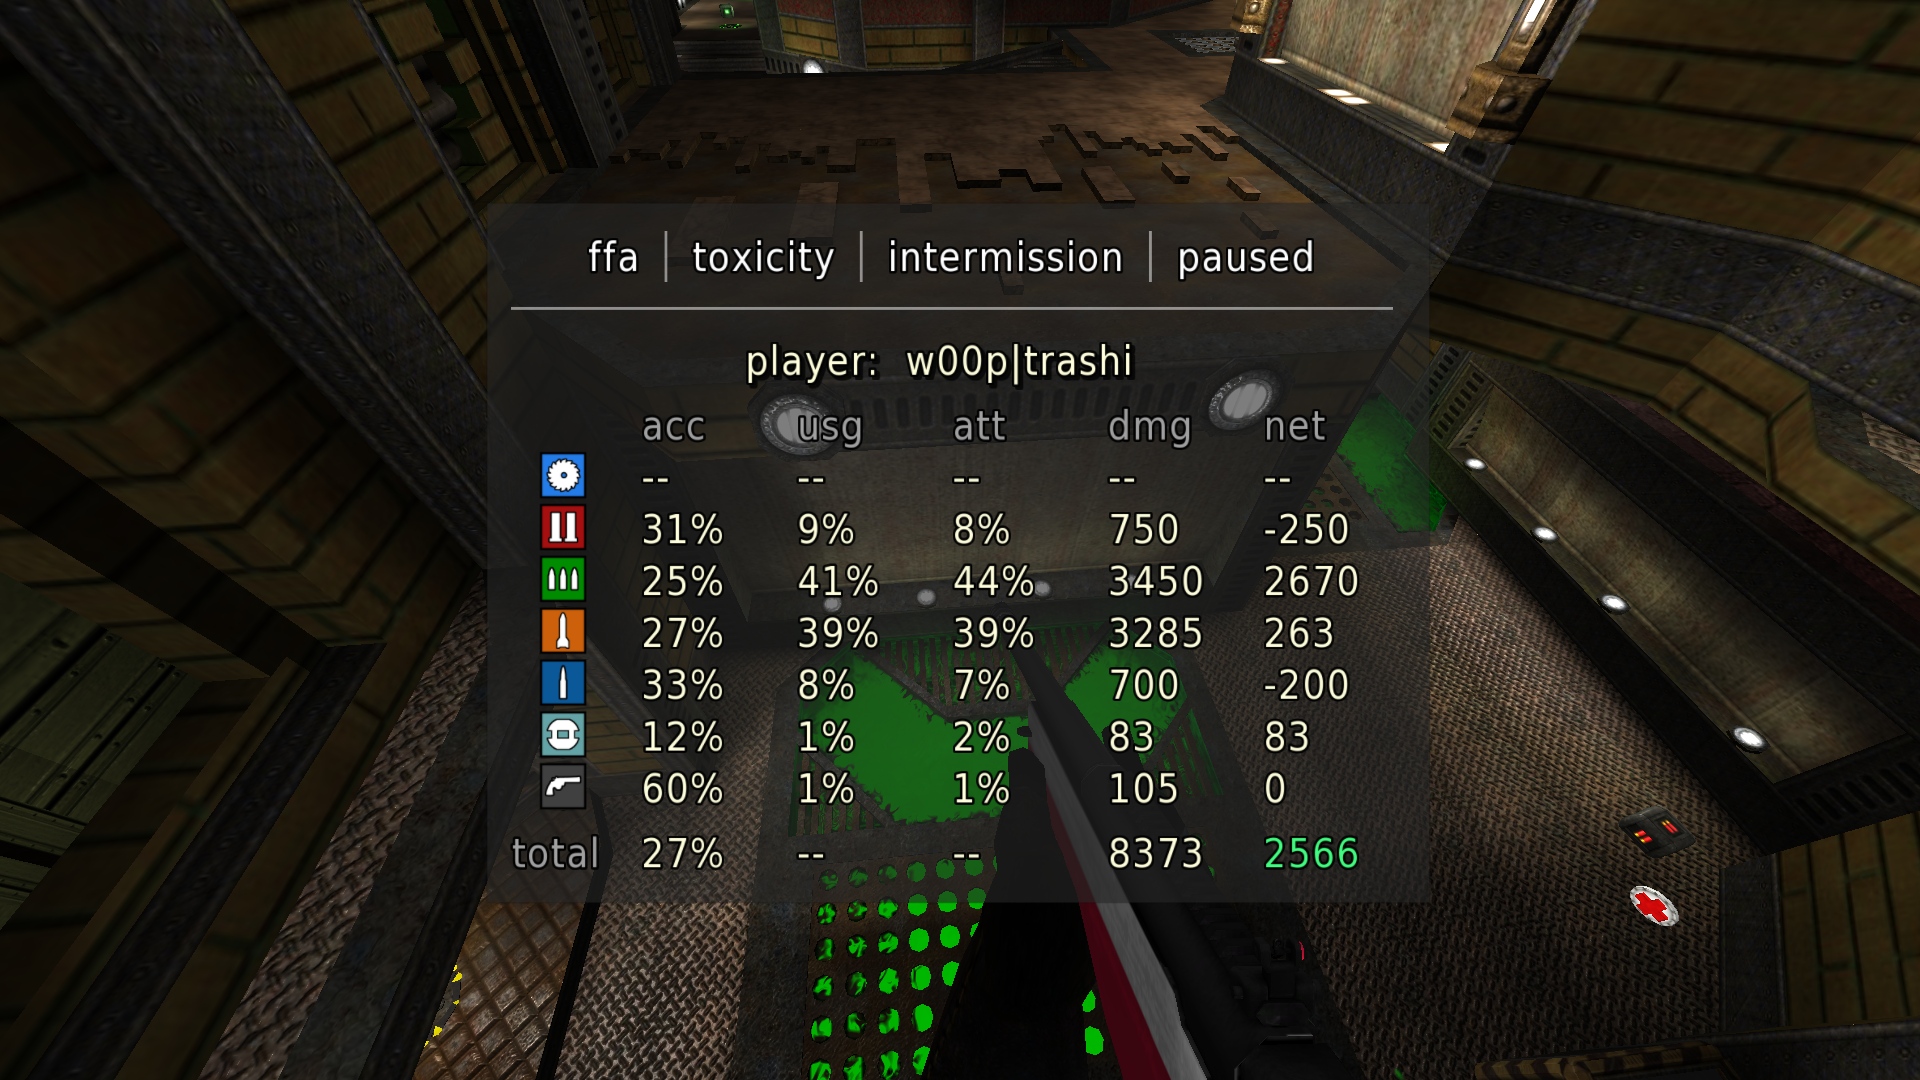 ffa | toxicity | intermission | paused
player: w00p|trashi
acc usg att dmg net
-- -- -- -- --
31% 9% 8% 750 -250
25% 41% 44% 3450 2670
27% 39% 39% 3285 263
33% 8% 7% 700 -200
12% 1% 2% 83 83
60% 1% 1% 105 0
total 27% -- -- 8373 2566